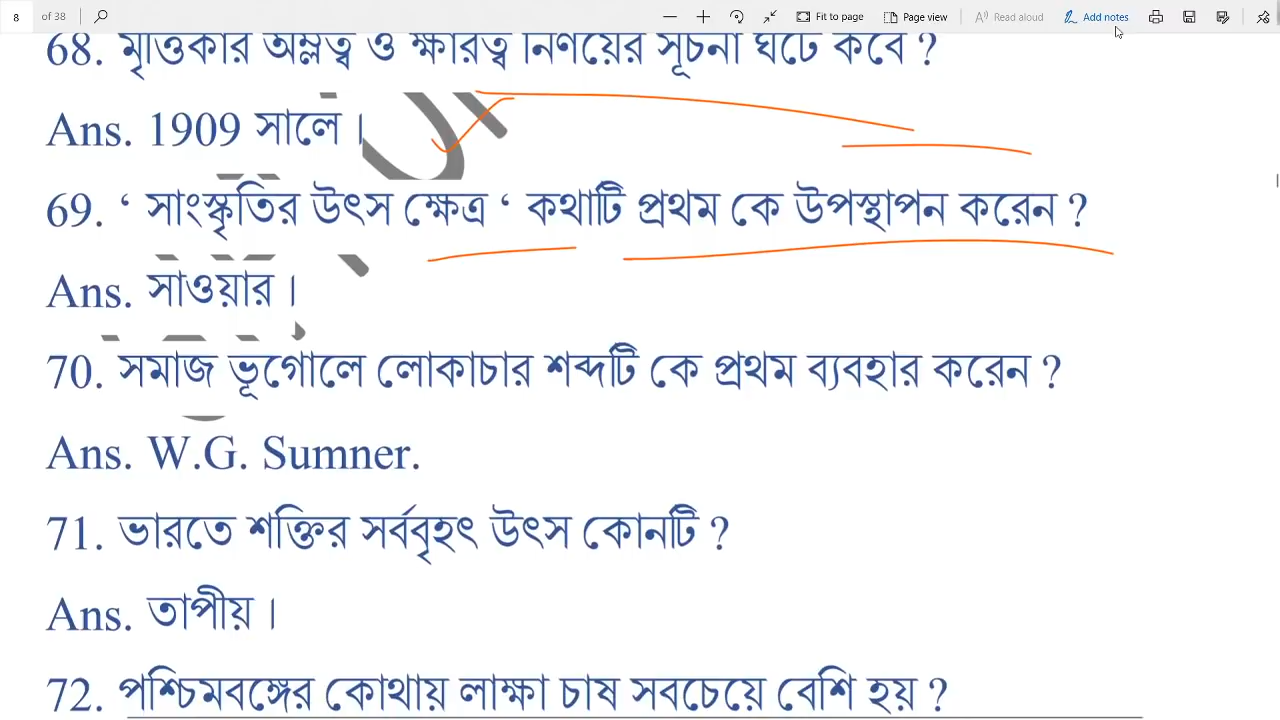 8 of 38 Fit to page Page view Read aloud Add notes
68. মৃত্তিকার অম্লত্ব ও ক্ষারত্ব নির্ণয়ের সূচনা ঘটে কবে ?
Ans. 1909 সালে।
69. ‘ সাংস্কৃতির উৎস ক্ষেত্র ‘ কথাটি প্রথম কে উপস্থাপন করেন ?
Ans. সাওয়ার।
70. সমাজ ভূগোলে লোকাচার শব্দটি কে প্রথম ব্যবহার করেন ?
Ans. W.G. Sumner.
71. ভারতে শক্তির সর্ববৃহৎ উৎস কোনটি ?
Ans. তাপীয়।
72. পশ্চিমবঙ্গের কোথায় লাক্ষা চাষ সবচেয়ে বেশি হয় ?